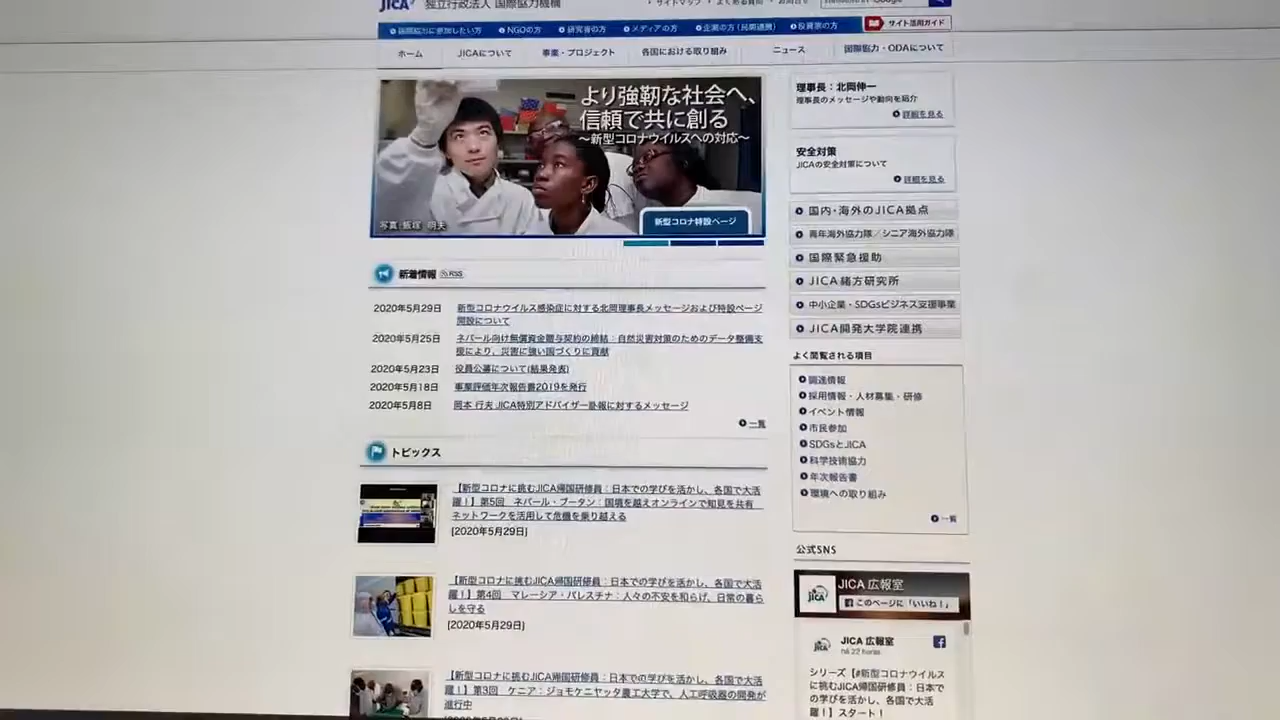 JICA 独立行政法人 国際協力機構
サイトマップ よくある質問
国際協力に参加したい方 NGOの方 研究者の方 メディアの方 企業の方(民間連携) 投資家の方 サイト活用ガイド
ホーム JICAについて 事業・プロジェクト 各国における取り組み ニュース 国際協力・ODAについて
より強靭な社会へ、
信頼で共に創る
~新型コロナウイルスへの対応~
写真:飯塚 明夫
新型コロナ特設ページ
新着情報 RSS
2020年5月29日 新型コロナウイルス感染症に対する北岡理事長メッセージおよび特設ページ
開設について
2020年5月25日 ネパール向け無償資金贈与契約の締結:自然災害対策のためのデータ整備支
援により、災害に強い国づくりに貢献
2020年5月23日 役員公募について(結果発表)
2020年5月18日 事業評価年次報告書2019を発行
2020年5月8日 岡本 行夫 JICA特別アドバイザー訃報に対するメッセージ
一覧
トピックス
【新型コロナに挑むJICA帰国研修員:日本での学びを活かし、各国で大活
躍!】第5回 ネパール・ブータン:国境を越えオンラインで知見を共有
ネットワークを活用して危機を乗り越える
[2020年5月29日]
【新型コロナに挑むJICA帰国研修員:日本での学びを活かし、各国で大活
躍!】第4回 マレーシア・パレスチナ:人々の不安を和らげ、日常の暮ら
しを守る
[2020年5月29日]
【新型コロナに挑むJICA帰国研修員:日本での学びを活かし、各国で大活
躍!】第3回 ケニア:ジョモケニヤッタ農工大学で、人工呼吸器の開発が
進行中
理事長:北岡伸一
理事長のメッセージや動向を紹介
詳細を見る
安全対策
JICAの安全対策について
詳細を見る
国内・海外のJICA拠点
青年海外協力隊/シニア海外協力隊
国際緊急援助
JICA緒方研究所
中小企業・SDGsビジネス支援事業
JICA開発大学院連携
よく閲覧される項目
調達情報
採用情報・人材募集・研修
イベント情報
市民参加
SDGsとJICA
科学技術協力
年次報告書
環境への取り組み
一覧
公式SNS
JICA 広報室
このページに「いいね!」
JICA 広報室
há 22 horas
シリーズ【#新型コロナウイルス
に挑むJICA帰国研修員:日本で
の学びを活かし、各国で大活
躍!】スタート!